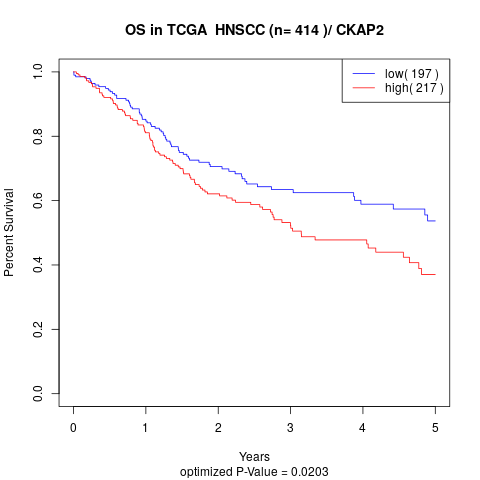 OS in TCGA  HNSCC (n= 414 )/ CKAP2
low( 197 )
high( 217 )
Percent Survival
1.0
0.8
0.6
0.4
0.2
0.0
0 1 2 3 4 5
Years
optimized P-Value = 0.0203